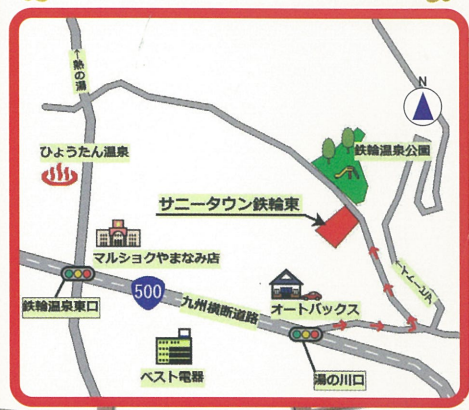 ←熱の湯
N
ひょうたん温泉
鉄輪温泉公園
サニータウン鉄輪東
マルショクやまなみ店
500
九州横断道路
オートバックス
鉄輪温泉東口
ベスト電器
湯の川口